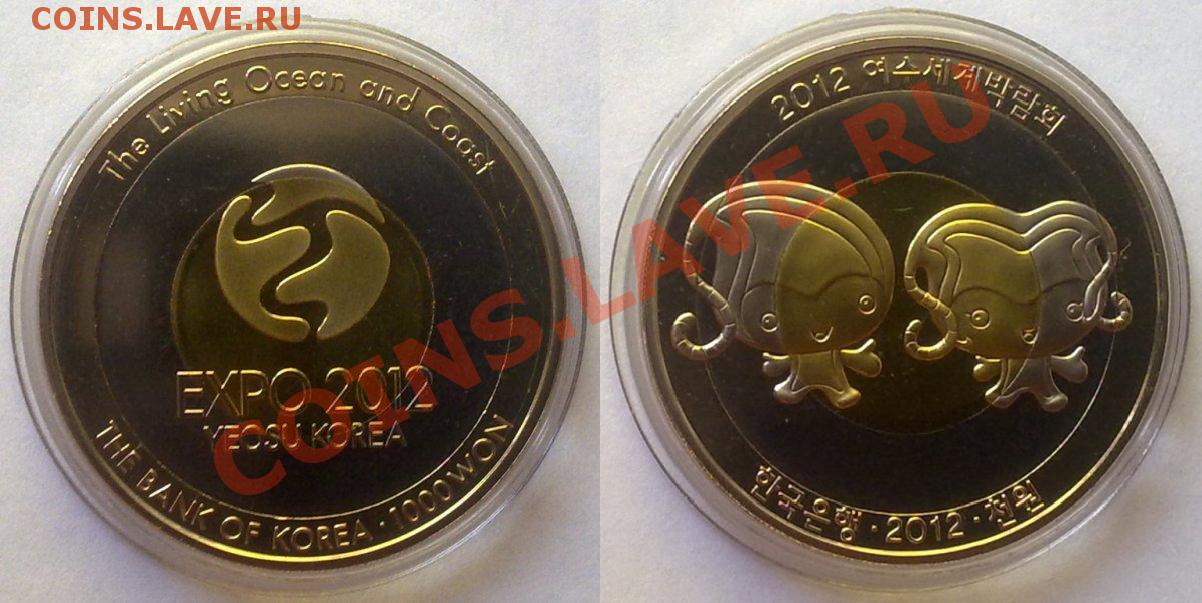 COINS.LAVE.RU
The Living Ocean and Coast
EXPO 2012
YEOSU KOREA
THE BANK OF KOREA · 1000 WON
2012 여수세계박람회
한국은행 · 2012 · 천원
COINS.LAVE.RU